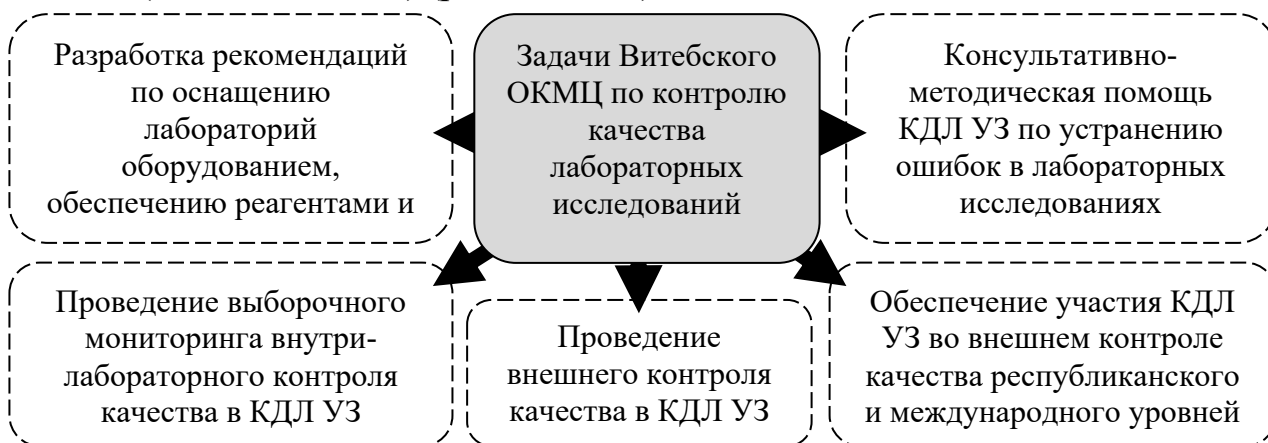 Разработка рекомендаций
по оснащению
лабораторий
оборудованием,
обеспечению реагентами и
Задачи Витебского
ОКМЦ по контролю
качества
лабораторных
исследований
Консультативно-
методическая помощь
КДЛ УЗ по устранению
ошибок в лабораторных
исследованиях
Проведение выборочного
мониторинга внутри-
лабораторного контроля
качества в КДЛ УЗ
Проведение
внешнего контроля
качества в КДЛ УЗ
Обеспечение участия КДЛ
УЗ во внешнем контроле
качества республиканского
и международного уровней